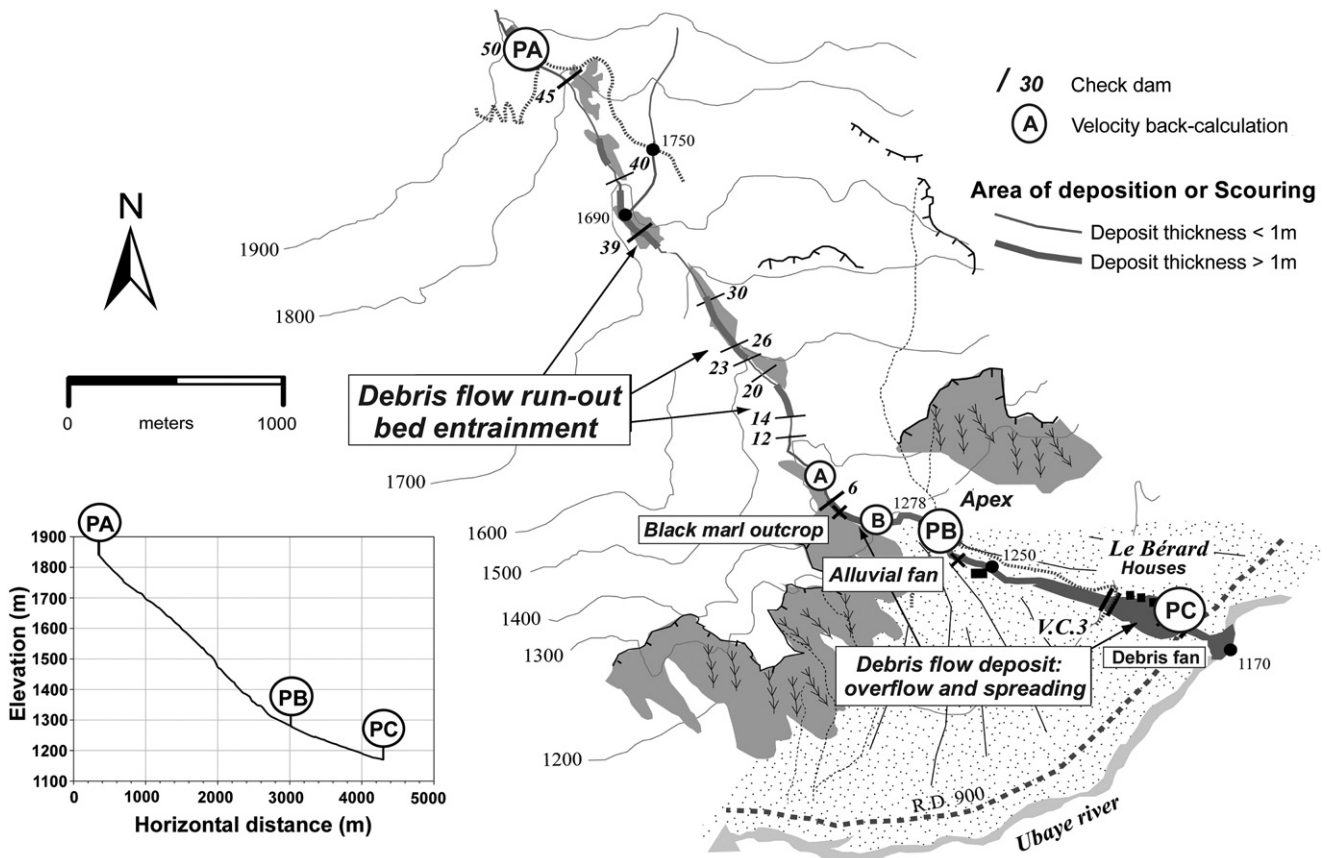 50
PA
45
40
1750
1690
39
1900
1800
30
26
23
20
14
12
1700
A
6
B
1278
PB
Apex
1250
1600
1500
1400
1300
1200
/ 30 Check dam
A Velocity back-calculation
Area of deposition or Scouring
Deposit thickness < 1m
Deposit thickness > 1m
N
0 meters 1000
Debris flow run-out
bed entrainment
Black marl outcrop
Alluvial fan
Le Bérard
Houses
PC
V.C.3
Debris fan
1170
Debris flow deposit:
overflow and spreading
R.D. 900
Ubaye river
PA
PB
PC
Elevation (m)
1900
1800
1700
1600
1500
1400
1300
1200
1100
0 1000 2000 3000 4000 5000
Horizontal distance (m)